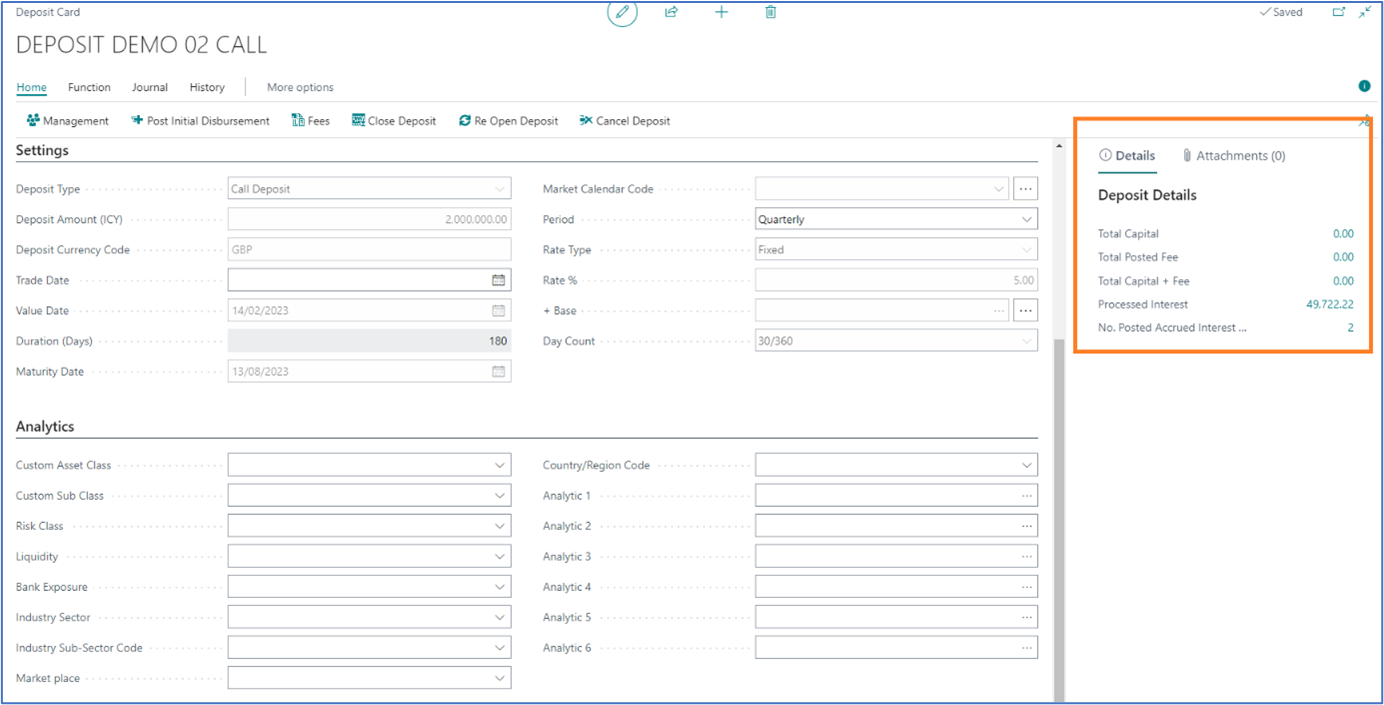 Deposit Card
Saved
DEPOSIT DEMO 02 CALL
Home Function Journal History More options
Management Post Initial Disbursement Fees Close Deposit Re Open Deposit Cancel Deposit
Settings
Deposit Type Call Deposit
Deposit Amount (ICY) 2.000.000.00
Deposit Currency Code GBP
Trade Date
Value Date 14/02/2023
Duration (Days) 180
Maturity Date 13/08/2023
Market Calendar Code
Period Quarterly
Rate Type Fixed
Rate % 5.00
+ Base
Day Count 30/360
Analytics
Custom Asset Class
Custom Sub Class
Risk Class
Liquidity
Bank Exposure
Industry Sector
Industry Sub-Sector Code
Market place
Country/Region Code
Analytic 1
Analytic 2
Analytic 3
Analytic 4
Analytic 5
Analytic 6
Details Attachments (0)
Deposit Details
Total Capital 0.00
Total Posted Fee 0.00
Total Capital + Fee 0.00
Processed Interest 49.722.22
No. Posted Accrued Interest ... 2